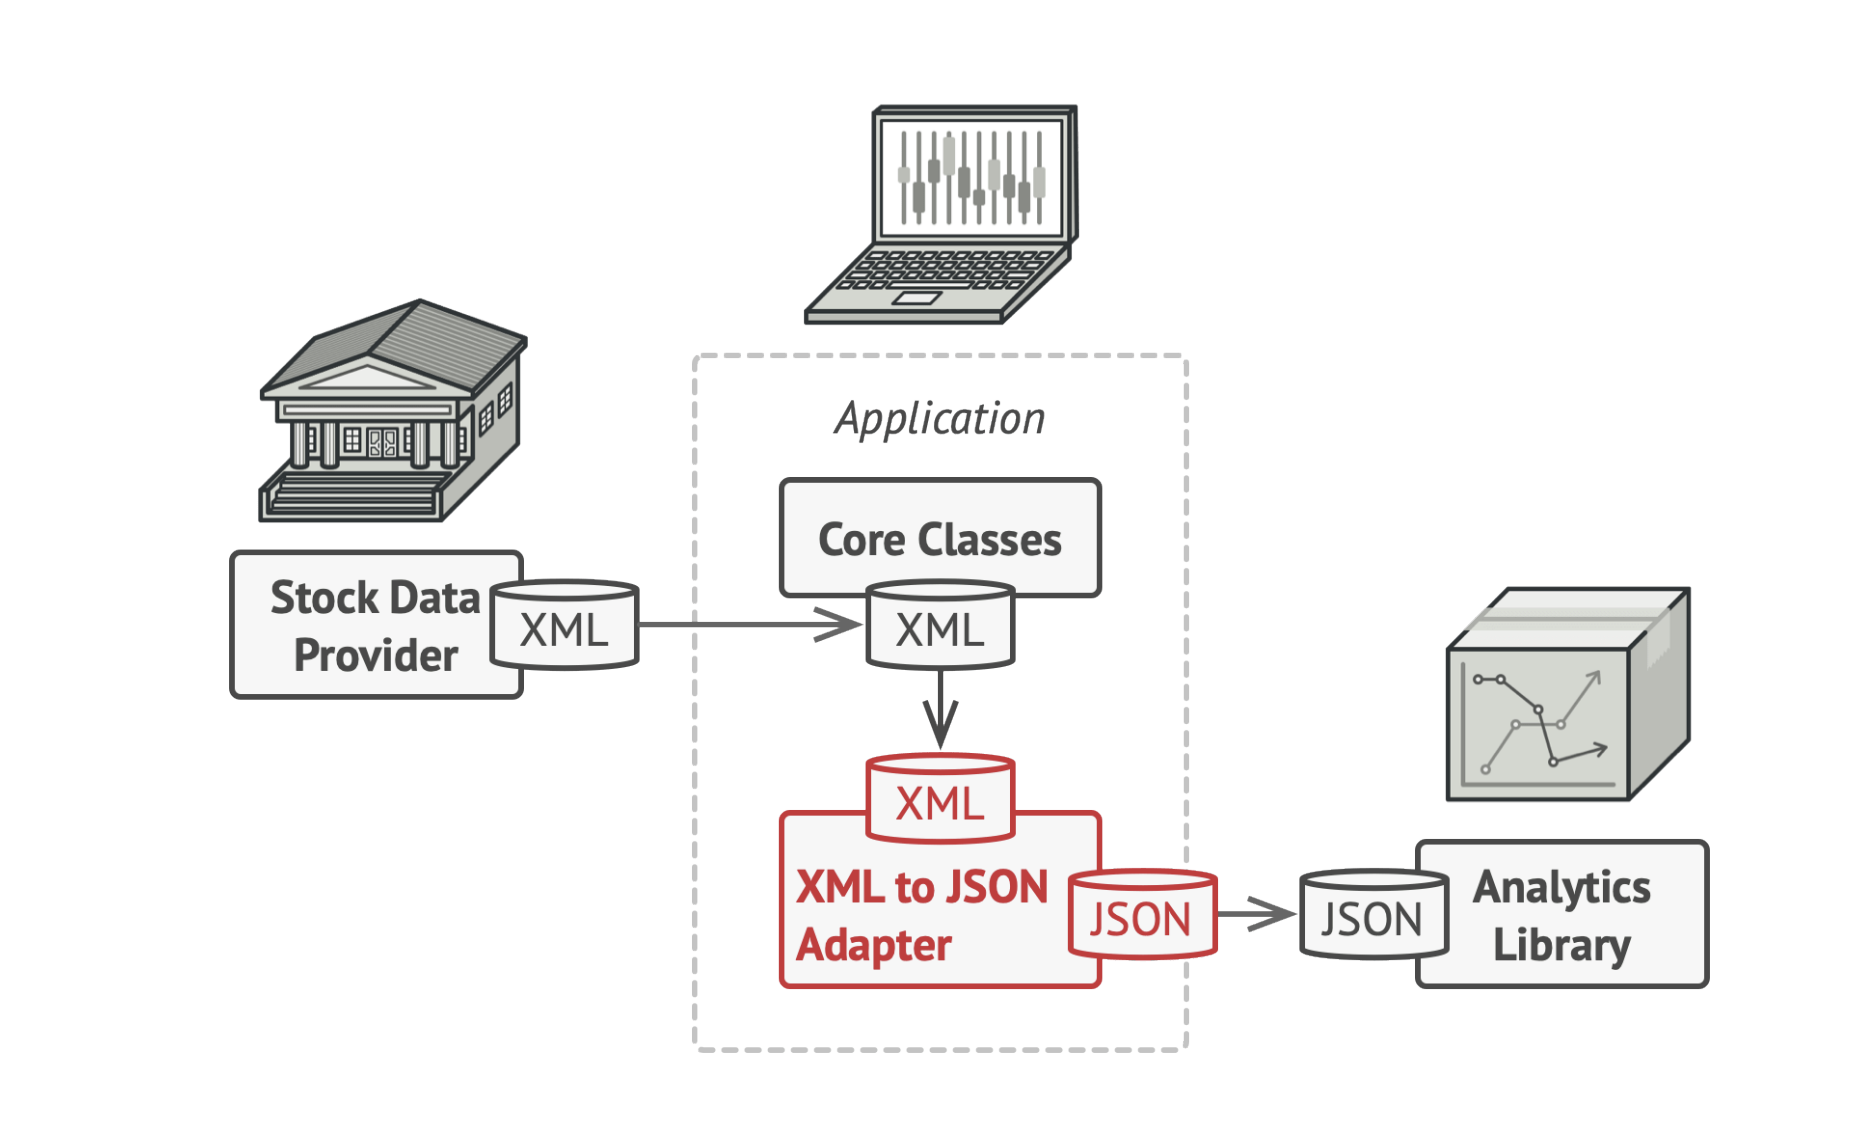 Application
Core Classes
Stock Data
Provider
XML
XML
XML
XML to JSON
Adapter
JSON
JSON
Analytics
Library